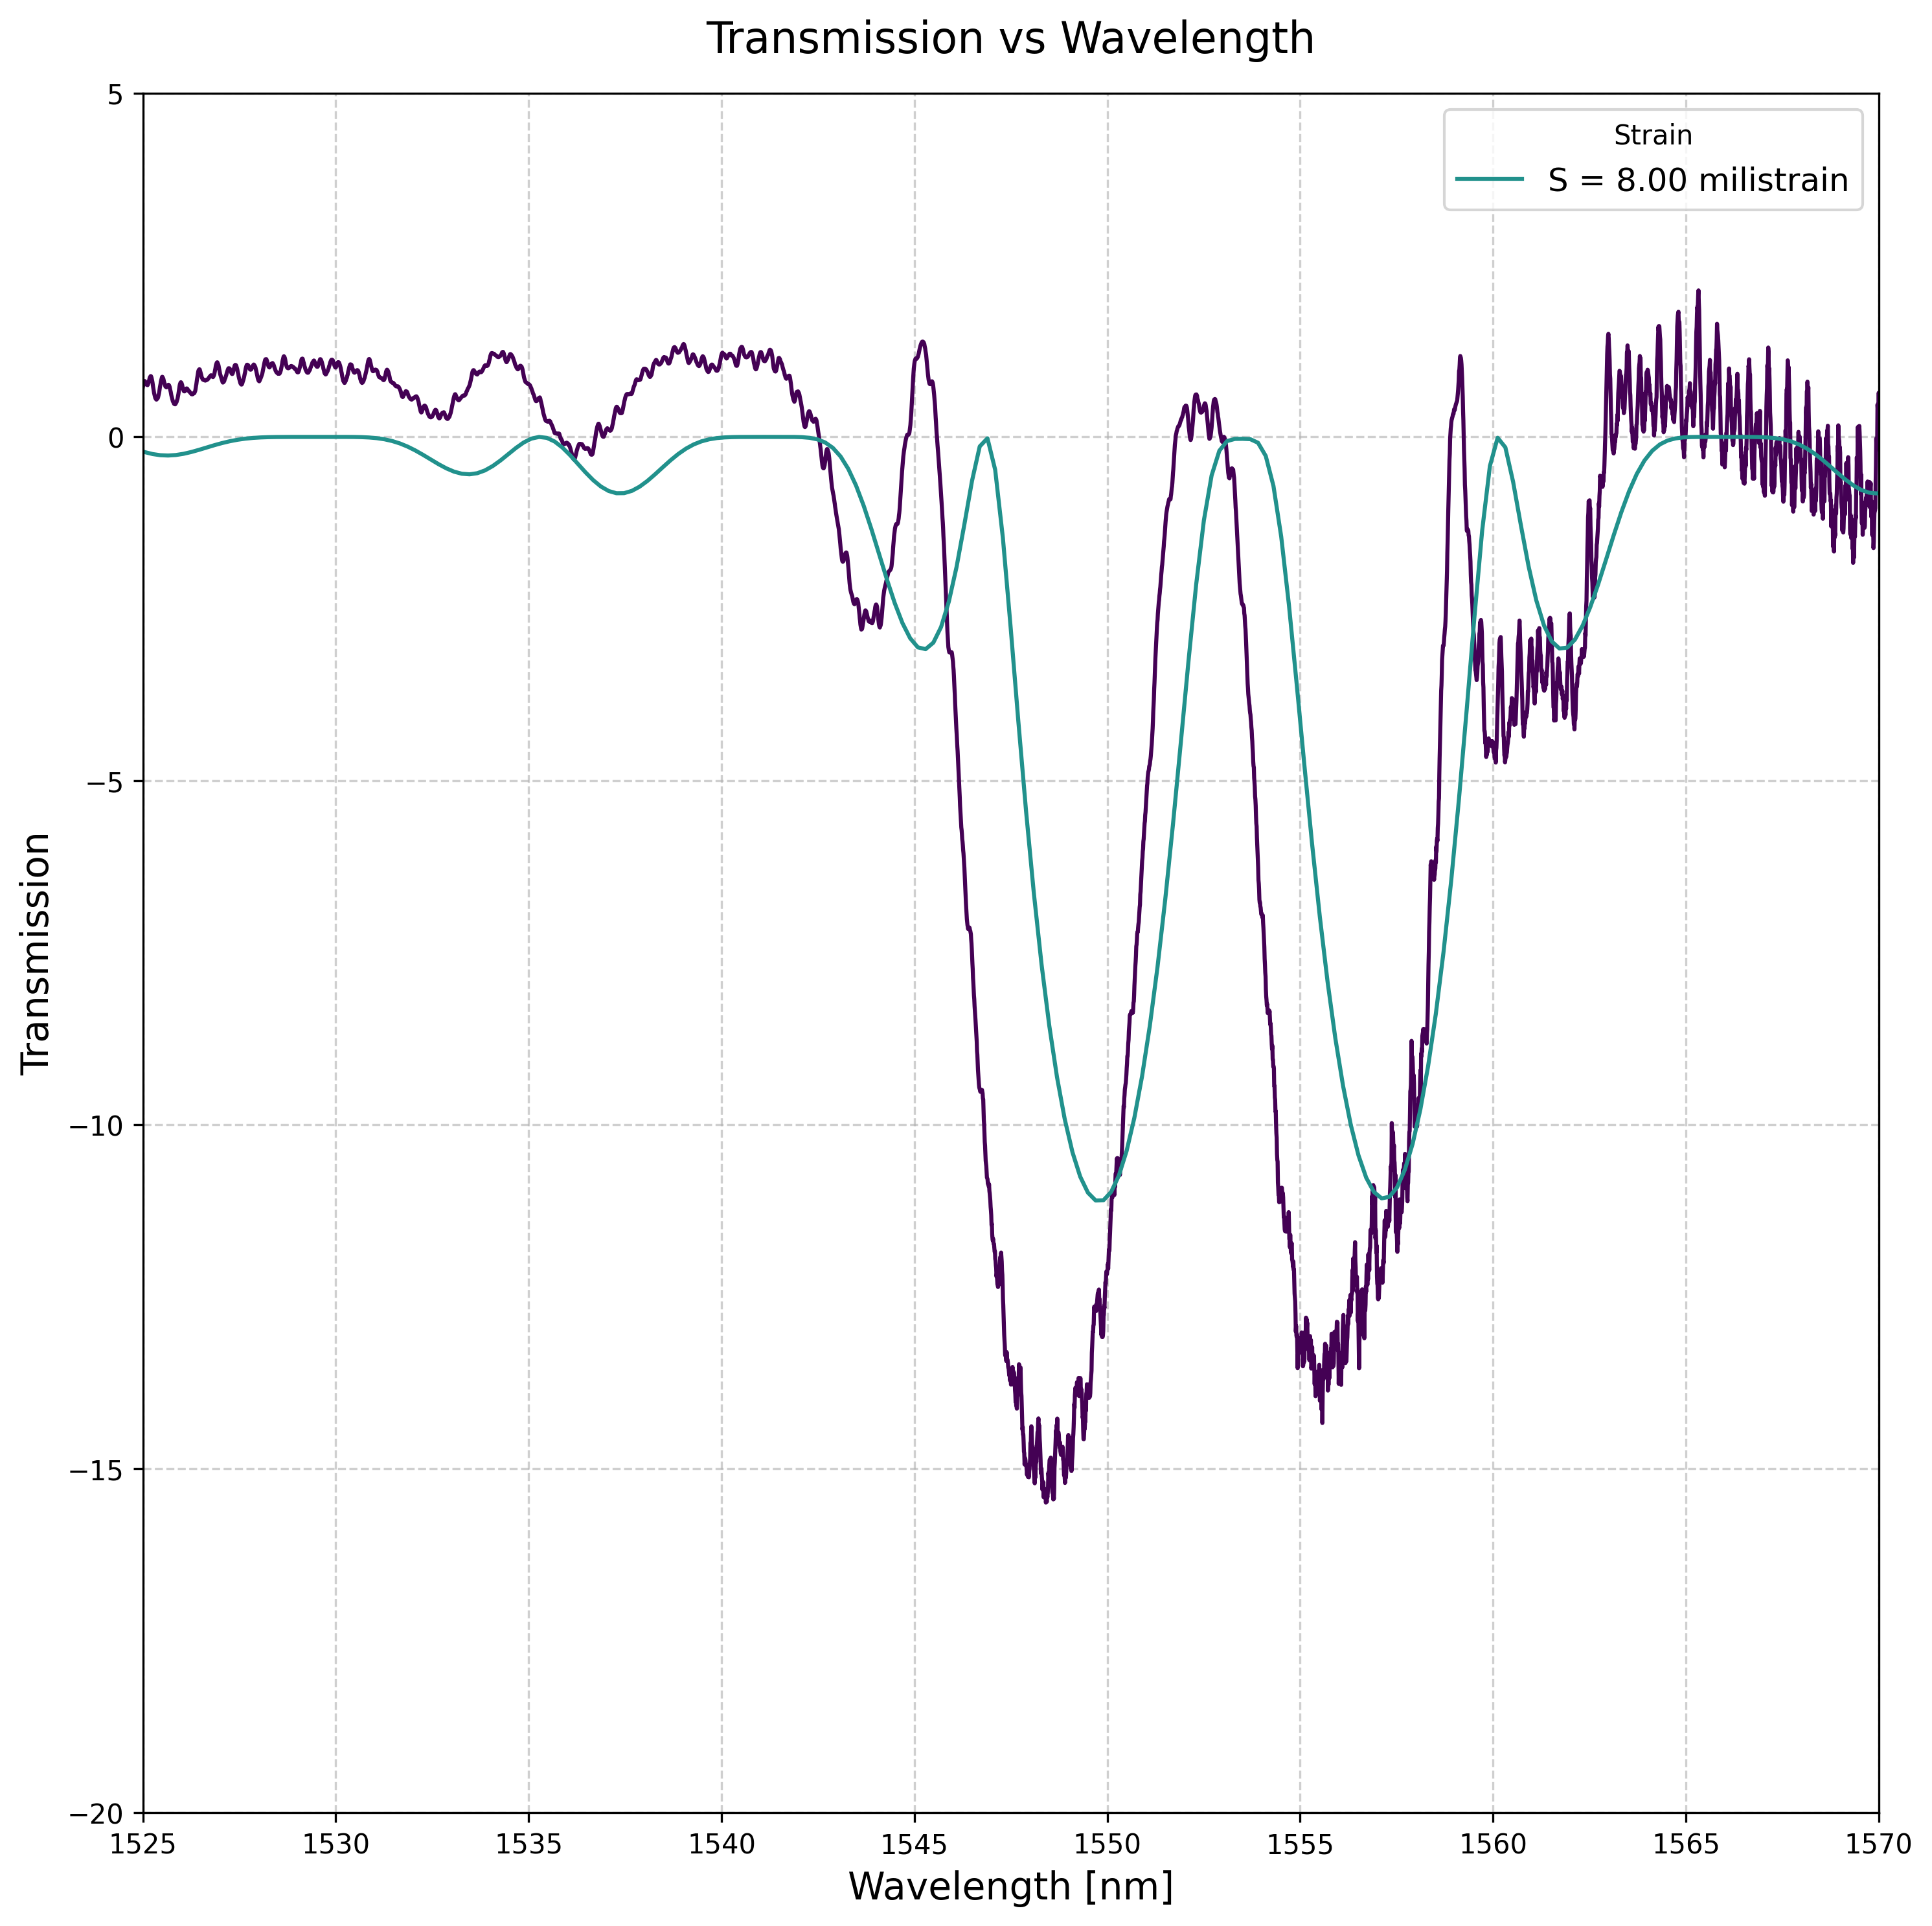 Transmission vs Wavelength
Strain
S = 8.00 milistrain
5
0
−5
−10
−15
−20
Transmission
1525 1530 1535 1540 1545 1550 1555 1560 1565 1570
Wavelength [nm]